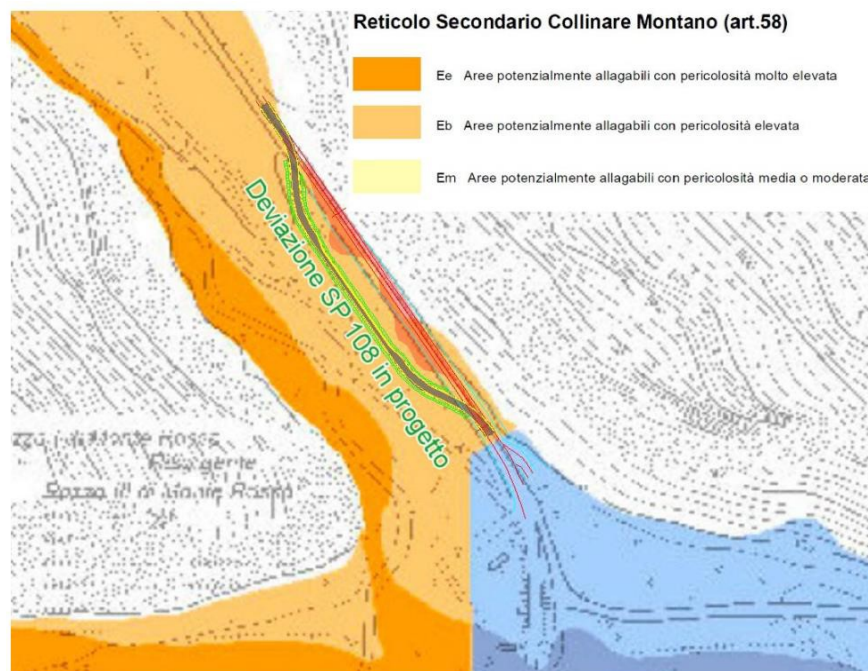 Reticolo Secondario Collinare Montano (art.58)
Ee Aree potenzialmente allagabili con pericolosità molto elevata
Eb Aree potenzialmente allagabili con pericolosità elevata
Em Aree potenzialmente allagabili con pericolosità media o moderata
Deviazione SP 108 in progetto